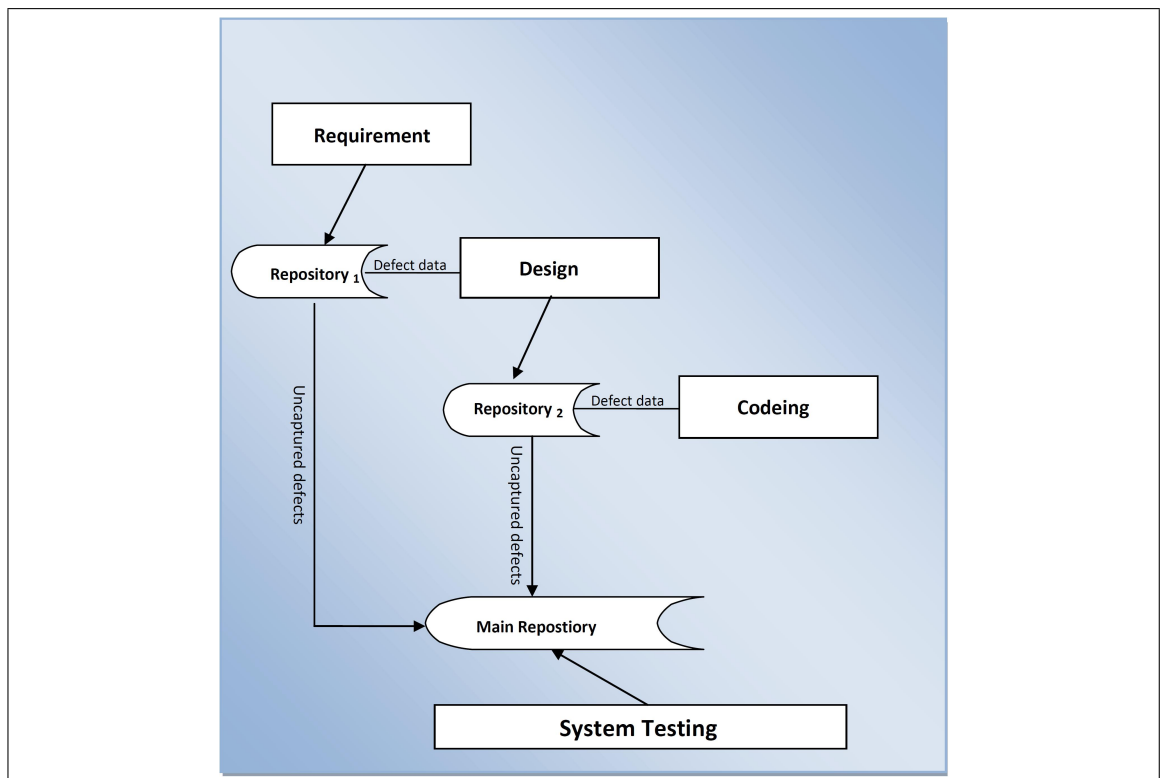 Requirement
Repository 1
Defect data
Design
Uncaptured defects
Repository 2
Defect data
Codeing
Uncaptured defects
Main Repostiory
System Testing